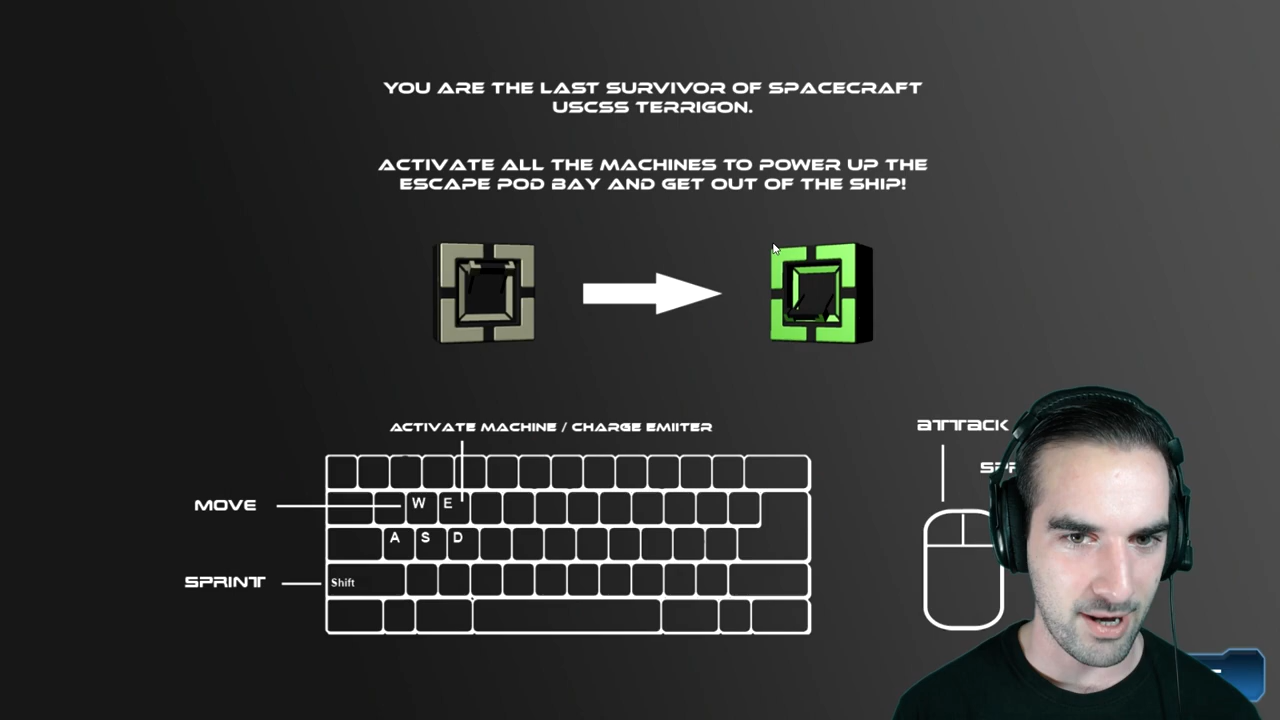 YOU ARE THE LAST SURVIVOR OF SPACECRAFT
USCSS TERRIGON.
ACTIVATE ALL THE MACHINES TO POWER UP THE
ESCAPE POD BAY AND GET OUT OF THE SHIP!
ACTIVATE MACHINE / CHARGE EMIITER
ATTACK
MOVE
W E
A S D
SPRINT
Shift